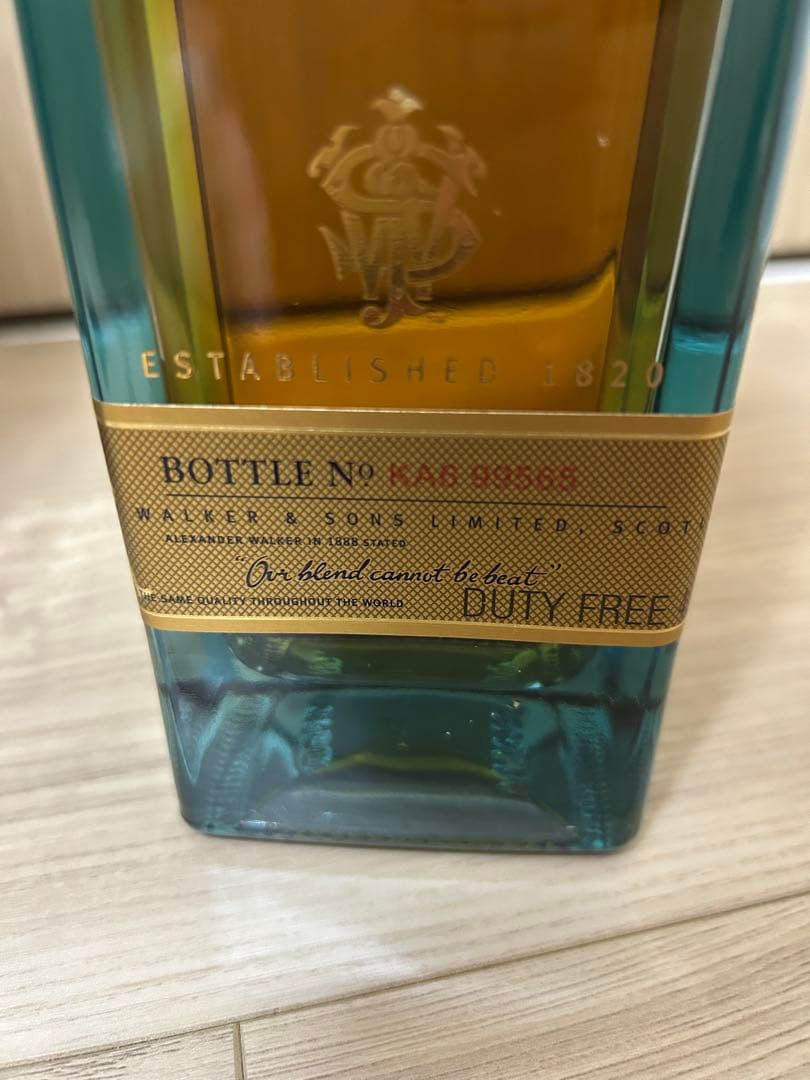 ESTABLISHED 1820
BOTTLE Nº KA6 99565
WALKER & SONS LIMITED, SCOT
ALEXANDER WALKER IN 1888 STATED
"Our blend cannot be beat"
THE SAME QUALITY THROUGHOUT THE WORLD
DUTY FREE